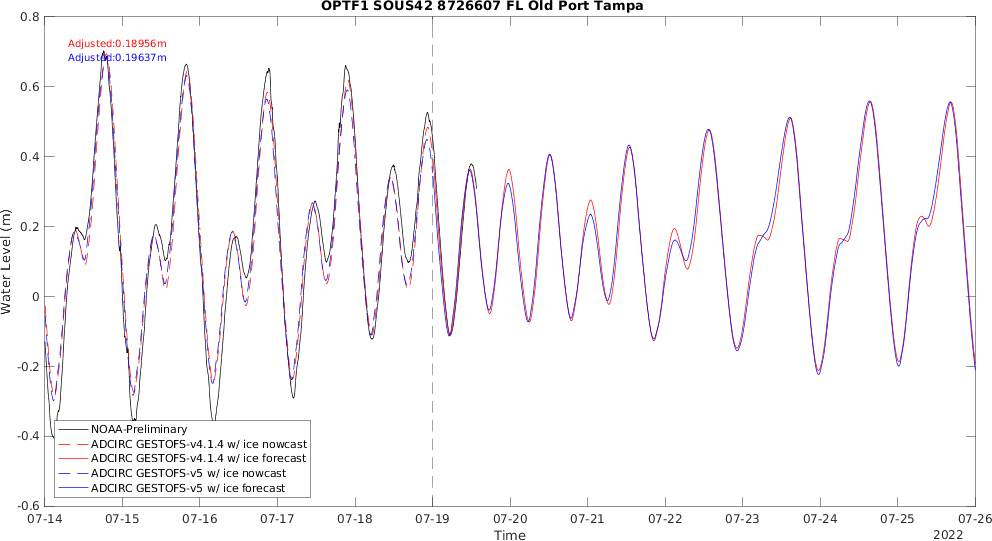 OPTF1 SOUS42 8726607 FL Old Port Tampa
0.8
0.6
0.4
0.2
0
-0.2
-0.4
-0.6
Water Level (m)
Adjusted:0.18956m
Adjusted:0.19637m
NOAA-Preliminary
ADCIRC GESTOFS-v4.1.4 w/ ice nowcast
ADCIRC GESTOFS-v4.1.4 w/ ice forecast
ADCIRC GESTOFS-v5 w/ ice nowcast
ADCIRC GESTOFS-v5 w/ ice forecast
07-14 07-15 07-16 07-17 07-18 07-19 07-20 07-21 07-22 07-23 07-24 07-25 07-26
Time
2022